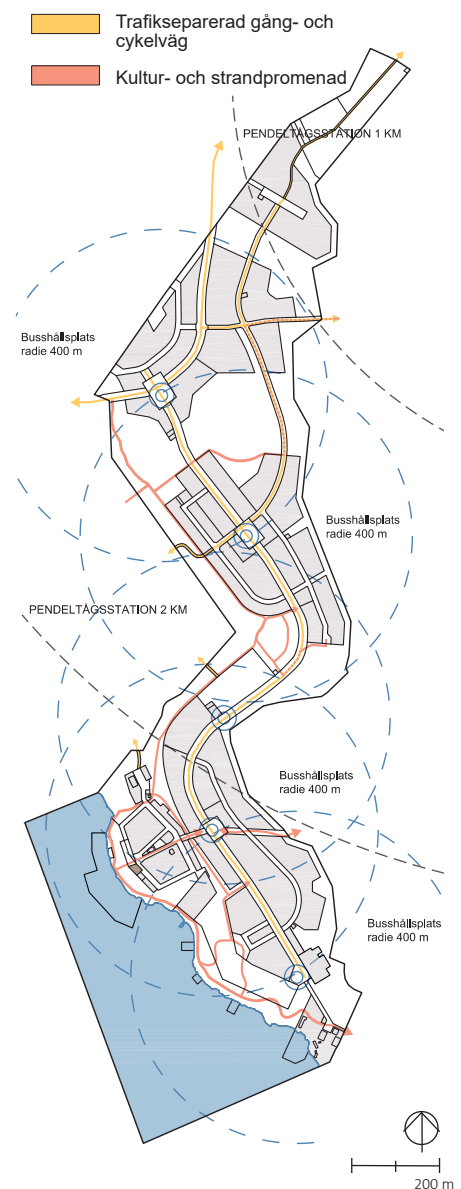 Trafikseparerad gång- och
cykelväg
Kultur- och strandpromenad
PENDELTÅGSSTATION 1 KM
Busshållsplats
radie 400 m
Busshållsplats
radie 400 m
PENDELTÅGSSTATION 2 KM
Busshållsplats
radie 400 m
Busshållsplats
radie 400 m
200 m